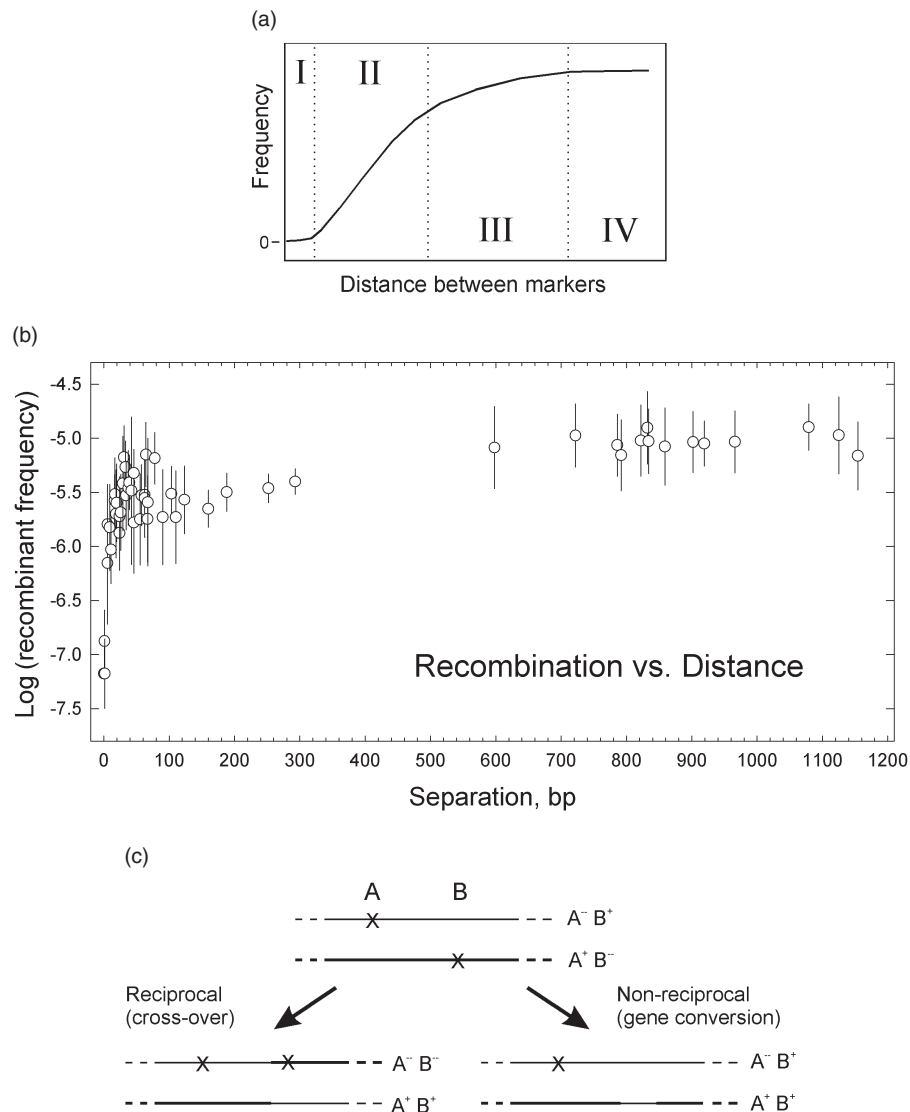 (a)
I II
III IV
Frequency
0
Distance between markers
(b)
Log (recombinant frequency)
-4.5
-5.0
-5.5
-6.0
-6.5
-7.0
-7.5
Recombination vs. Distance
0 100 200 300 400 500 600 700 800 900 1000 1100 1200
Separation, bp
(c)
A B
X A⁻ B⁺
X A⁺ B⁻
Reciprocal
(cross-over)
Non-reciprocal
(gene conversion)
X X A⁻ B⁻
A⁺ B⁺
X A⁻ B⁺
A⁺ B⁺